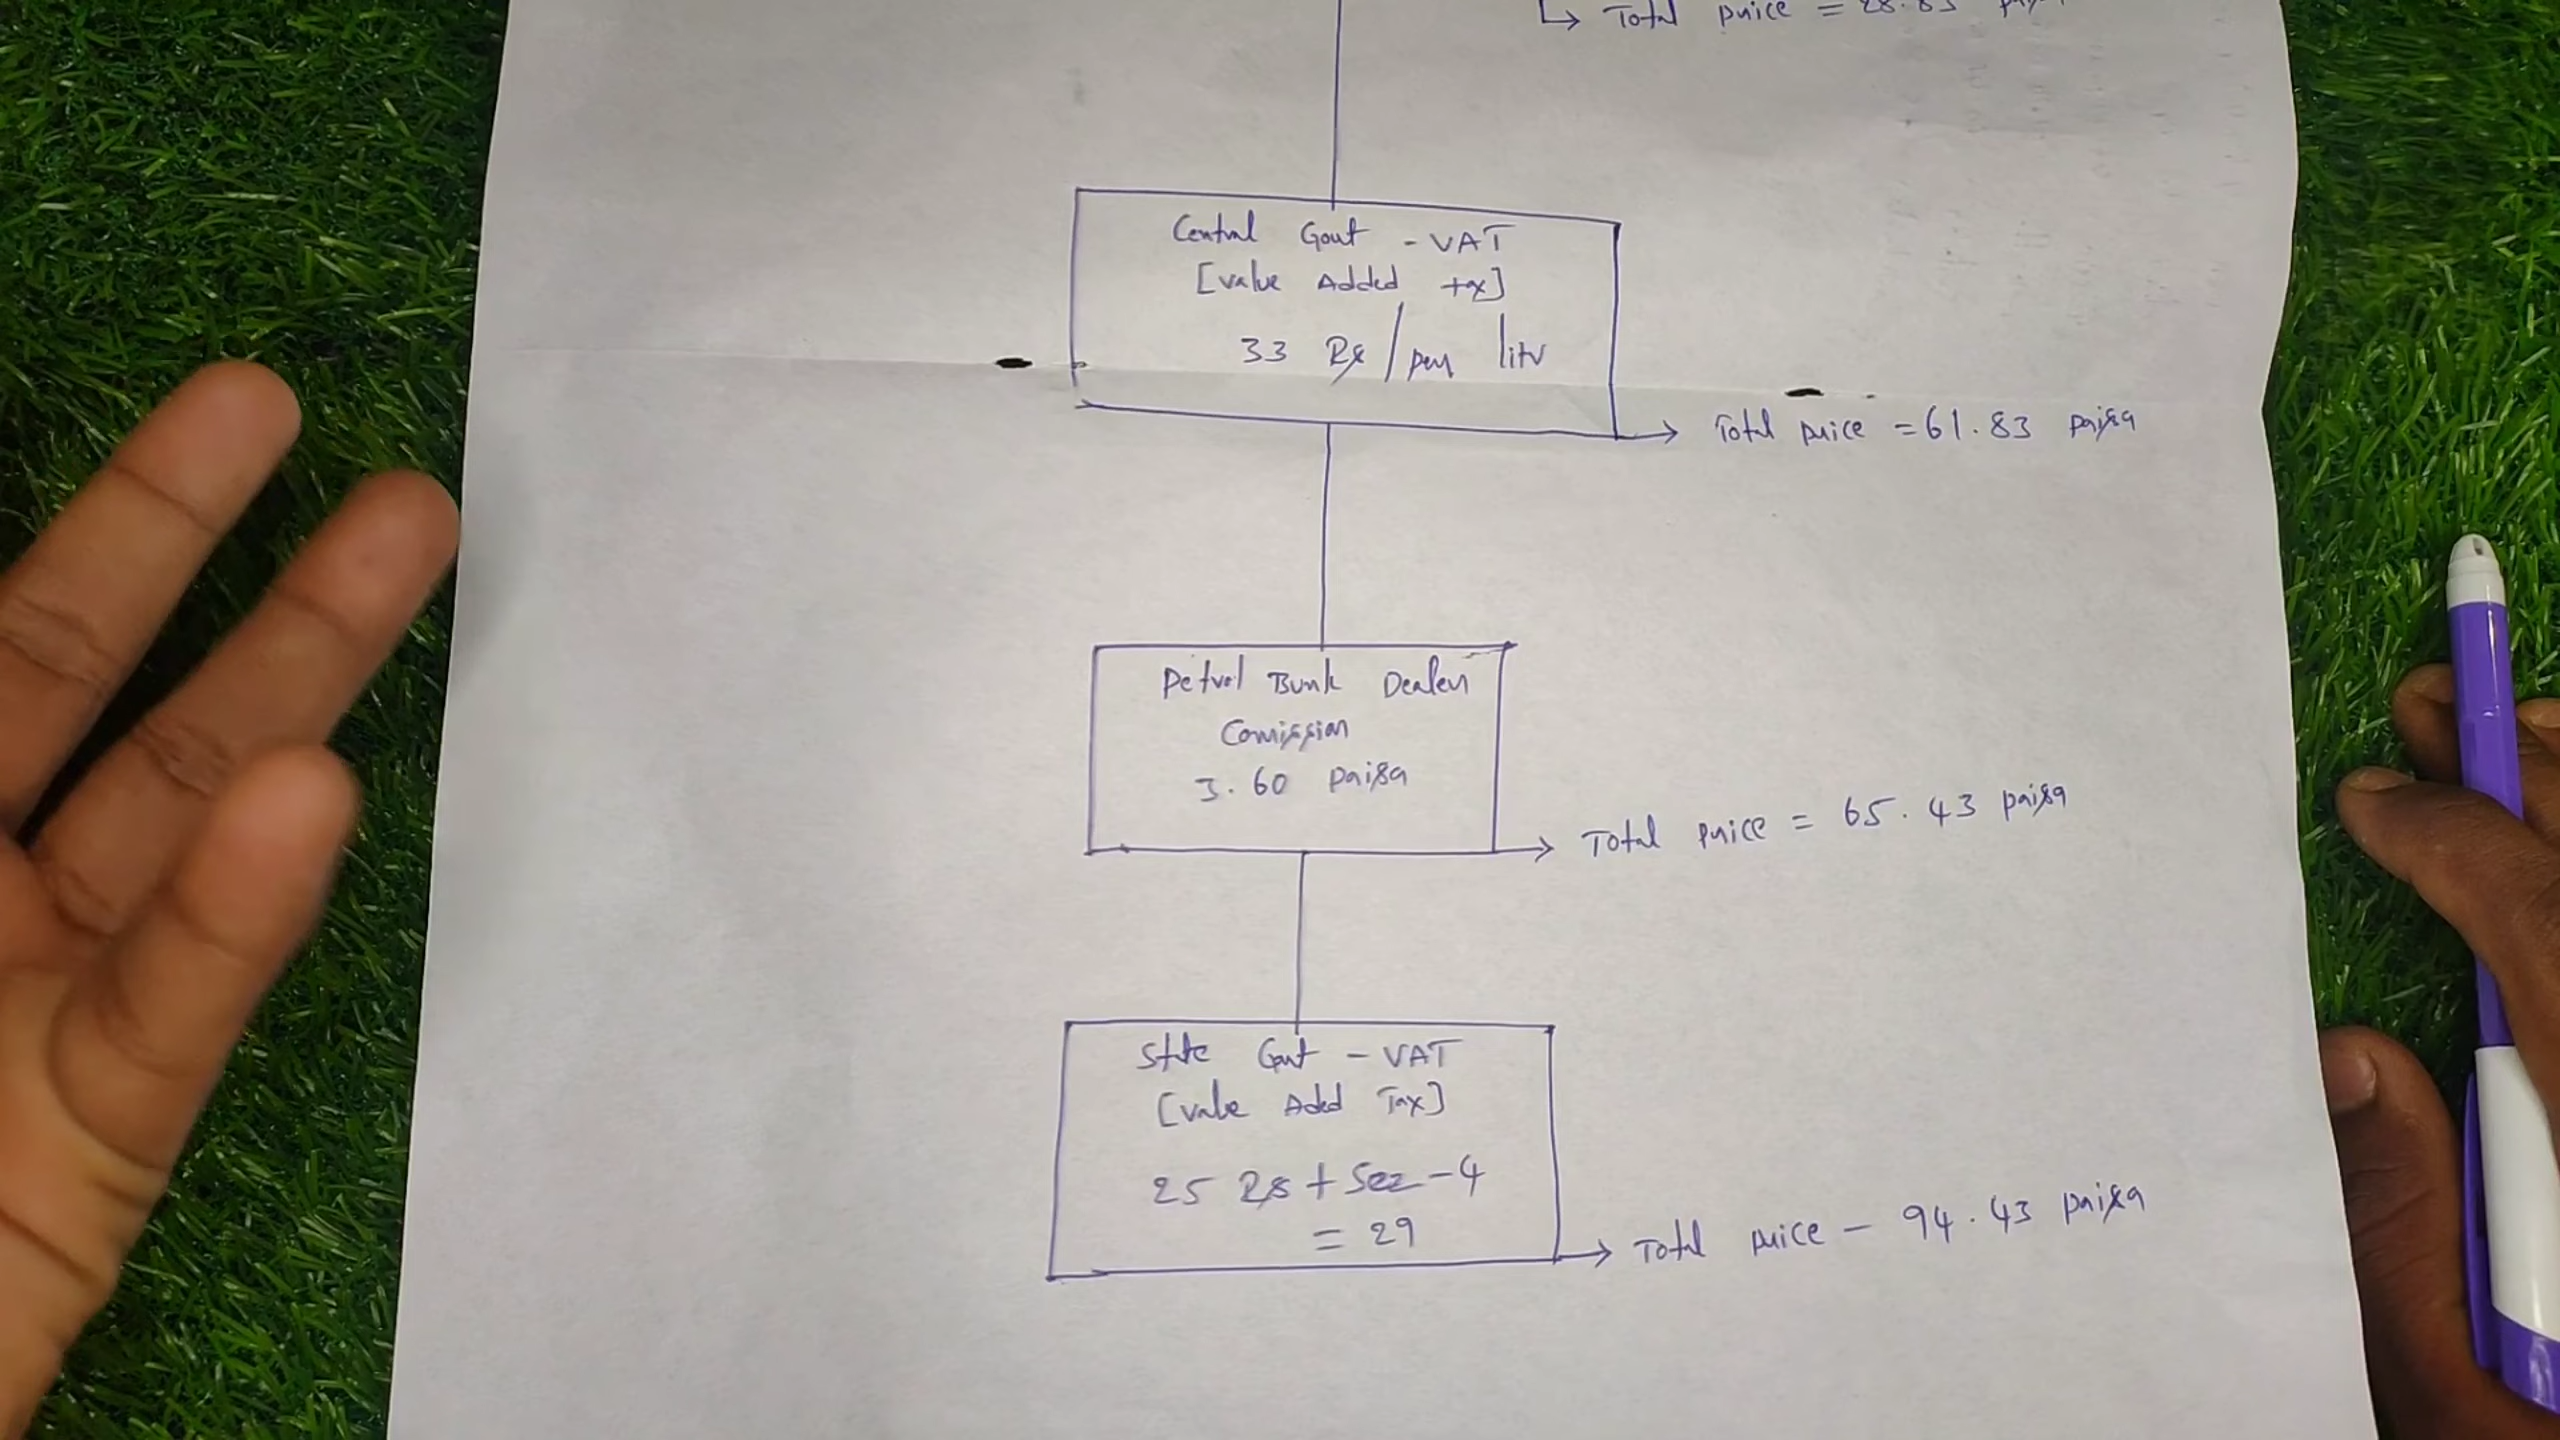 Total price = 28.83
Central Govt - VAT
[value Added tax]
33 Rs / per litr
Total price = 61.83 paisa
Petrol Bunk Dealer
Comission
3.60 paisa
Total price = 65.43 paisa
State Govt - VAT
[Value Added Tax]
25 Rs + Sez - 4
= 29
Total price - 94.43 paisa